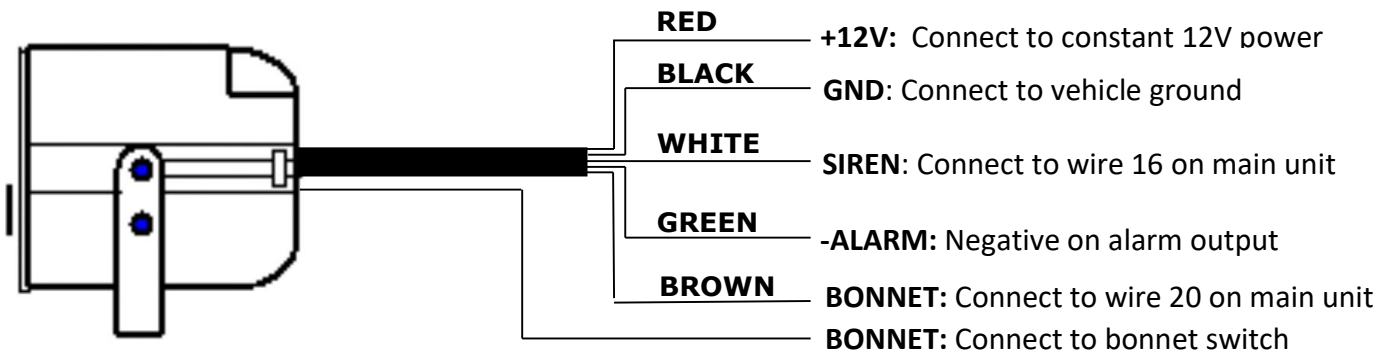 RED +12V: Connect to constant 12V power
BLACK GND: Connect to vehicle ground
WHITE SIREN: Connect to wire 16 on main unit
GREEN -ALARM: Negative on alarm output
BROWN BONNET: Connect to wire 20 on main unit
BONNET: Connect to bonnet switch